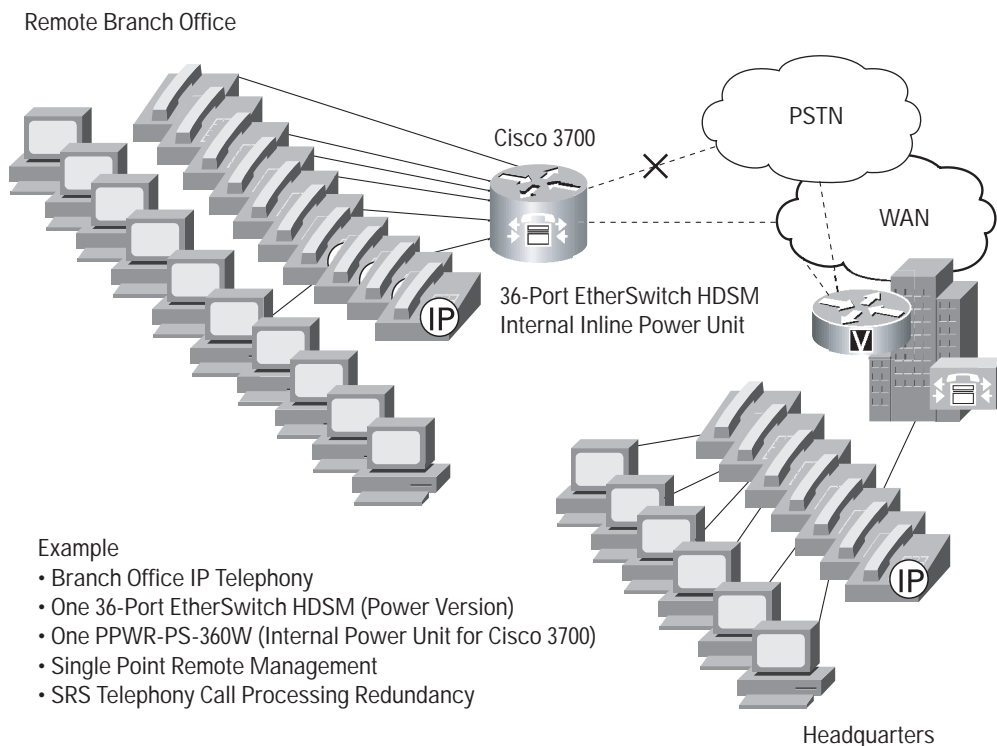 Remote Branch Office
PSTN
Cisco 3700
WAN
36-Port EtherSwitch HDSM
Internal Inline Power Unit
IP
V
IP
Example
• Branch Office IP Telephony
• One 36-Port EtherSwitch HDSM (Power Version)
• One PPWR-PS-360W (Internal Power Unit for Cisco 3700)
• Single Point Remote Management
• SRS Telephony Call Processing Redundancy
Headquarters